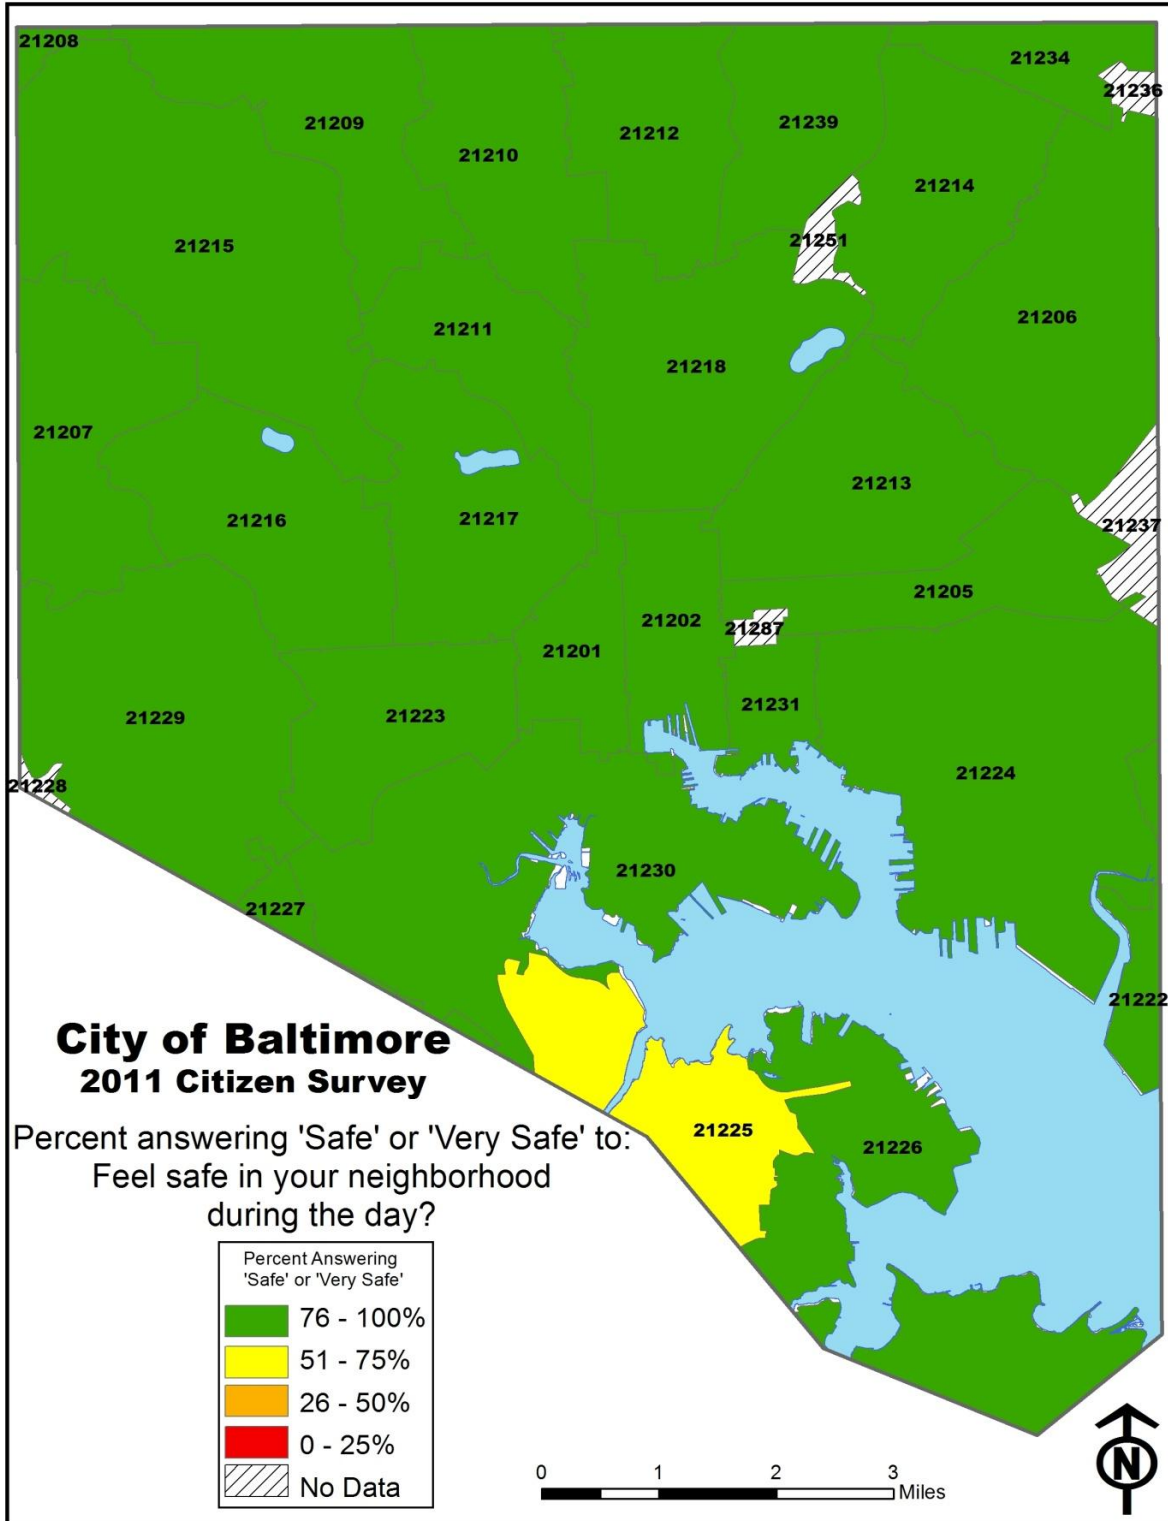 21208
21234
21236
21209
21212
21239
21210
21214
21251
21215
21206
21211
21218
21207
21213
21216
21217
21237
21205
21202
21287
21201
21231
21229
21223
21224
21228
21230
21227
21222
City of Baltimore
2011 Citizen Survey
21225
21226
Percent answering 'Safe' or 'Very Safe' to:
Feel safe in your neighborhood
during the day?
Percent Answering
'Safe' or 'Very Safe'
76 - 100%
51 - 75%
26 - 50%
0 - 25%
No Data
0 1 2 3
Miles
N